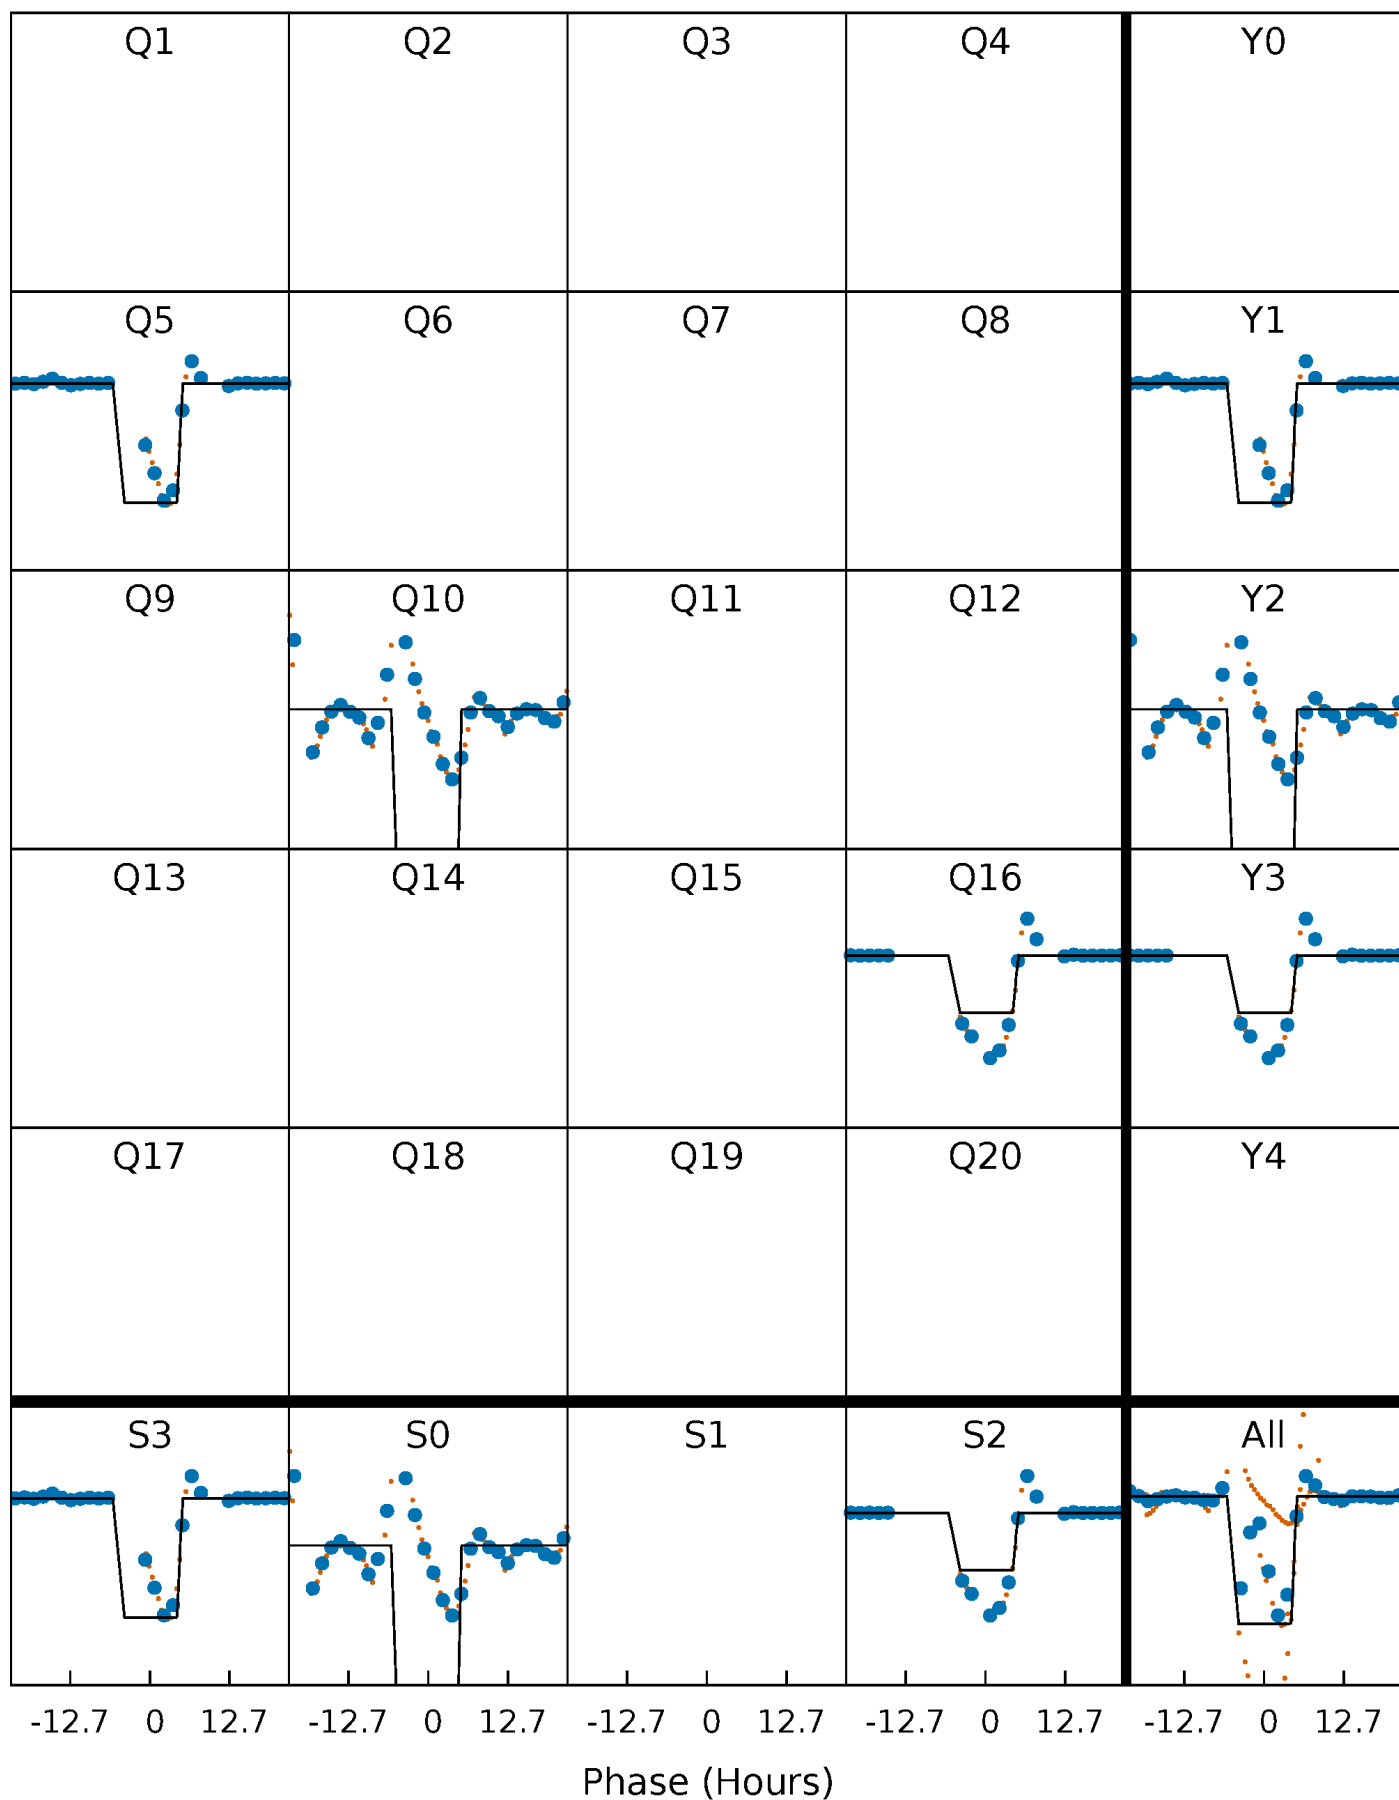 Q1 Q2 Q3 Q4 Y0
Q5 Q6 Q7 Q8 Y1
Q9 Q10 Q11 Q12 Y2
Q13 Q14 Q15 Q16 Y3
Q17 Q18 Q19 Q20 Y4
S3 S0 S1 S2 All
-12.7 0 12.7 -12.7 0 12.7 -12.7 0 12.7 -12.7 0 12.7 -12.7 0 12.7
Phase (Hours)